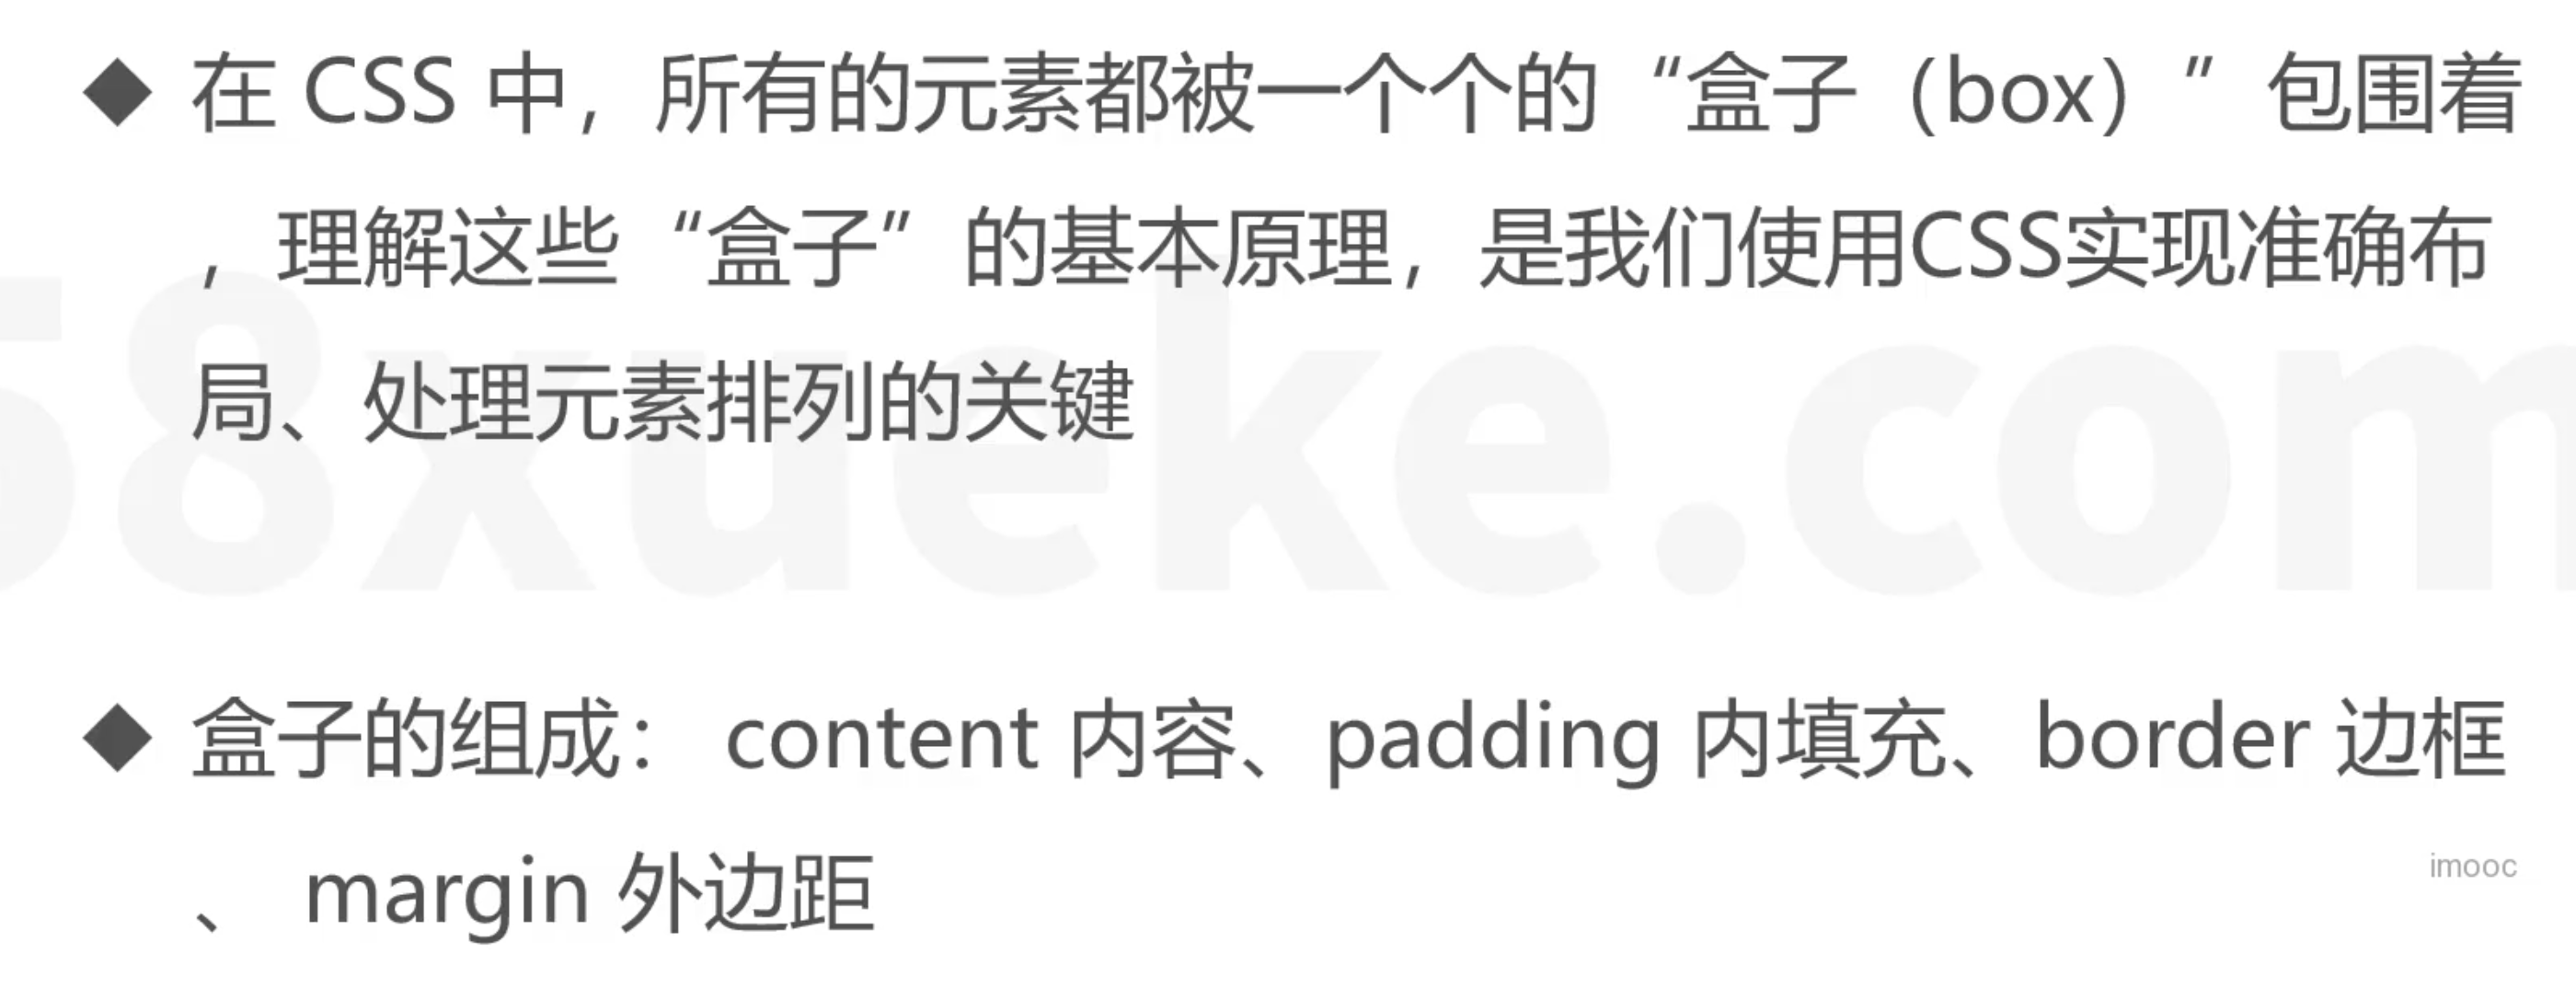 ◆ 在 CSS 中，所有的元素都被一个个的“盒子（box）”包围着
，理解这些“盒子”的基本原理，是我们使用CSS实现准确布
局、处理元素排列的关键
58xueke.com
◆ 盒子的组成： content 内容、padding 内填充、border 边框
、 margin 外边距
imooc